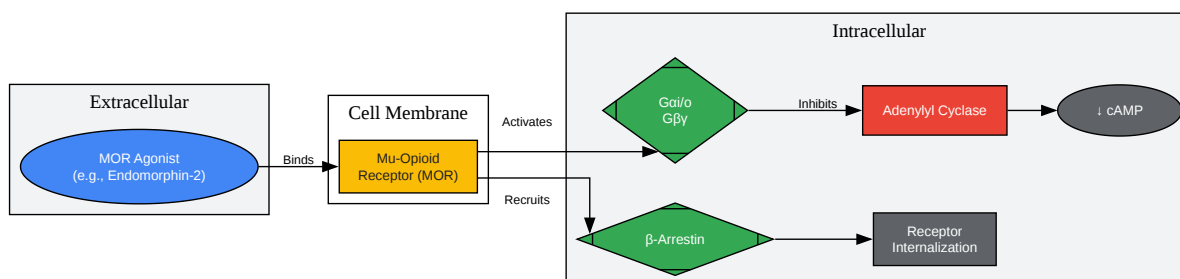 Extracellular
MOR Agonist
(e.g., Endomorphin-2)
Binds
Cell Membrane
Mu-Opioid
Receptor (MOR)
Activates
Recruits
Intracellular
Gαi/o
Gβγ
Inhibits
Adenylyl Cyclase
↓ cAMP
β-Arrestin
Receptor
Internalization